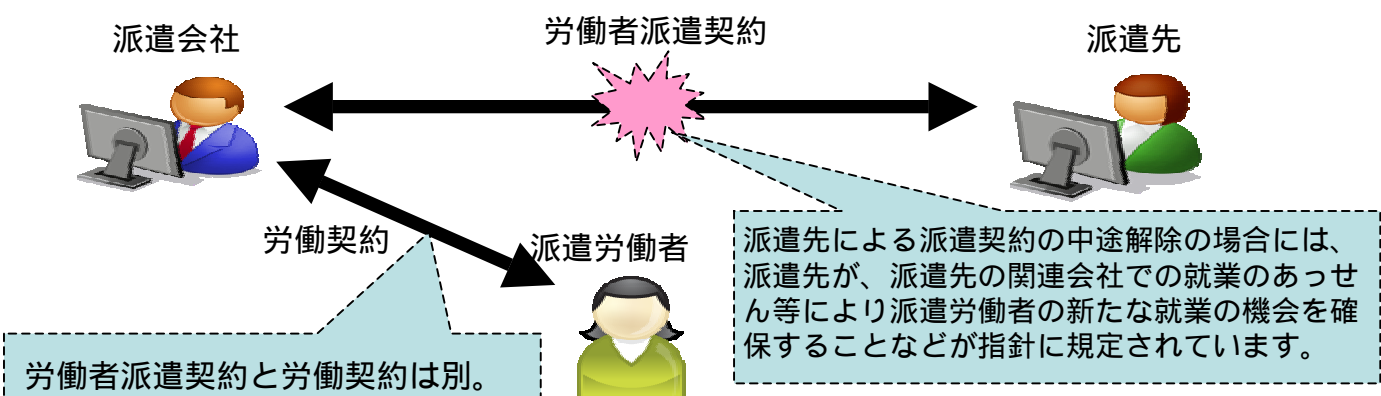 派遣会社
労働者派遣契約
派遣先
労働契約
派遣労働者
派遣先による派遣契約の中途解除の場合には、
派遣先が、派遣先の関連会社での就業のあっせ
ん等により派遣労働者の新たな就業の機会を確
保することなどが指針に規定されています。
労働者派遣契約と労働契約は別。